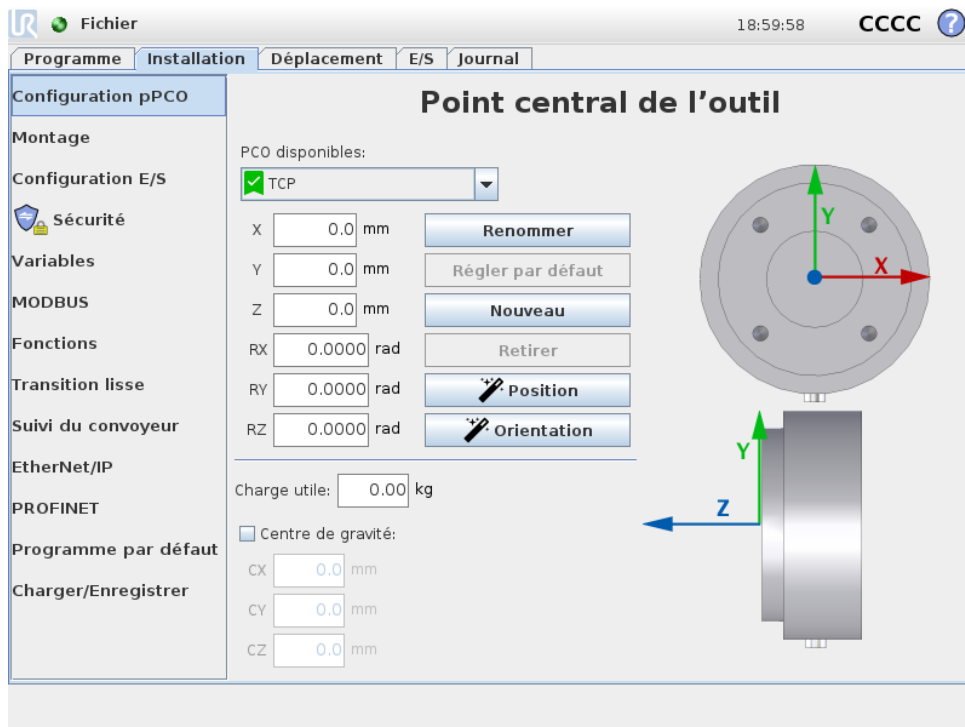 UR Fichier 18:59:58 CCCC ?
Programme Installation Déplacement E/S Journal
Configuration pPCO
Montage
Configuration E/S
Sécurité
Variables
MODBUS
Fonctions
Transition lisse
Suivi du convoyeur
EtherNet/IP
PROFINET
Programme par défaut
Charger/Enregistrer
Point central de l’outil
PCO disponibles:
TCP
X 0.0 mm Renommer
Y 0.0 mm Régler par défaut
Z 0.0 mm Nouveau
RX 0.0000 rad Retirer
RY 0.0000 rad Position
RZ 0.0000 rad Orientation
Charge utile: 0.00 kg
Centre de gravité:
CX 0.0 mm
CY 0.0 mm
CZ 0.0 mm
Y
X
Y
Z